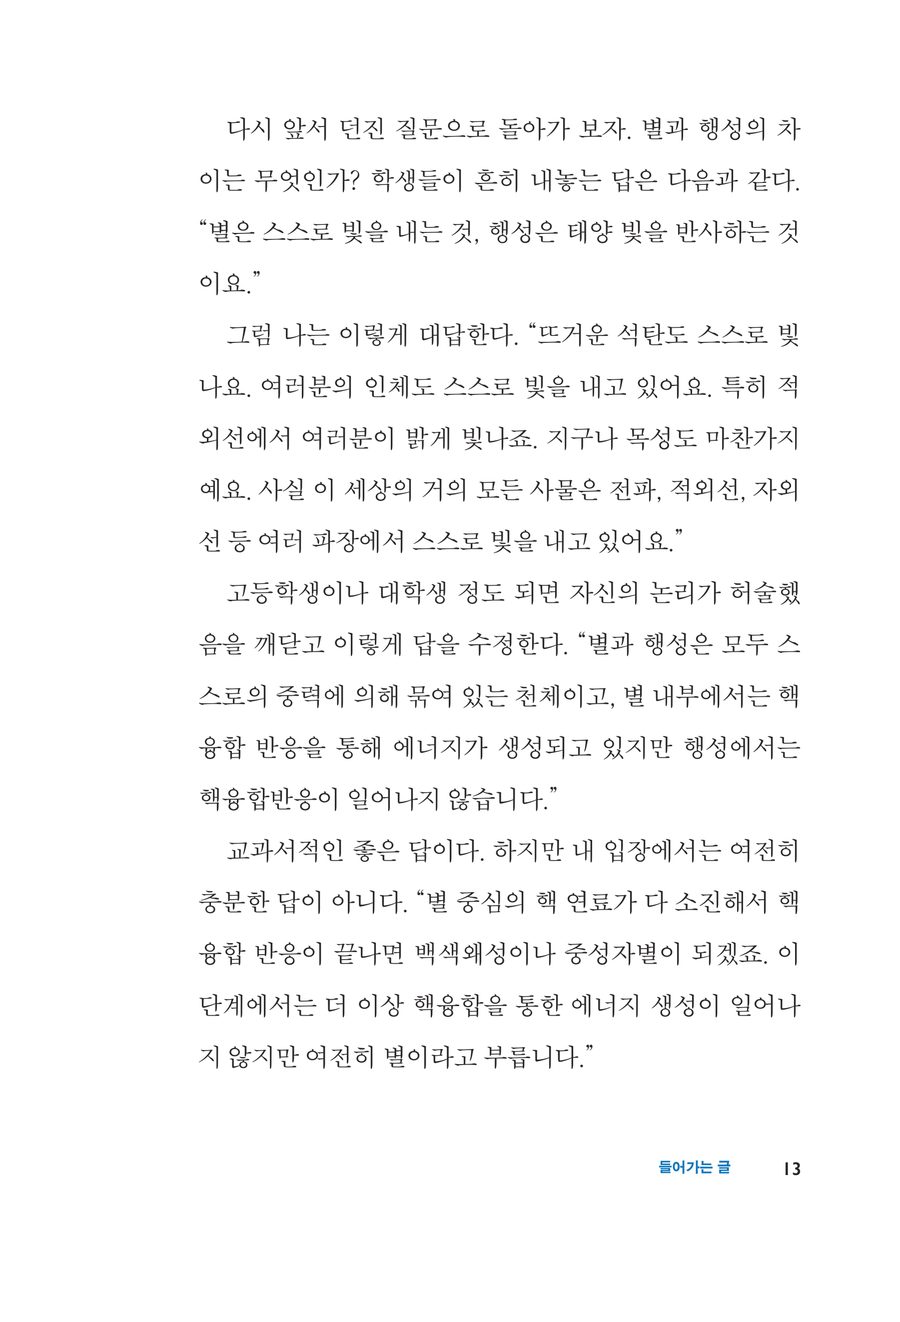 다시 앞서 던진 질문으로 돌아가 보자. 별과 행성의 차
이는 무엇인가? 학생들이 흔히 내놓는 답은 다음과 같다.
“별은 스스로 빛을 내는 것, 행성은 태양 빛을 반사하는 것
이요.”
그럼 나는 이렇게 대답한다. “뜨거운 석탄도 스스로 빛
나요. 여러분의 인체도 스스로 빛을 내고 있어요. 특히 적
외선에서 여러분이 밝게 빛나죠. 지구나 목성도 마찬가지
예요. 사실 이 세상의 거의 모든 사물은 전파, 적외선, 자외
선 등 여러 파장에서 스스로 빛을 내고 있어요.”
고등학생이나 대학생 정도 되면 자신의 논리가 허술했
음을 깨닫고 이렇게 답을 수정한다. “별과 행성은 모두 스
스로의 중력에 의해 묶여 있는 천체이고, 별 내부에서는 핵
융합 반응을 통해 에너지가 생성되고 있지만 행성에서는
핵융합반응이 일어나지 않습니다.”
교과서적인 좋은 답이다. 하지만 내 입장에서는 여전히
충분한 답이 아니다. “별 중심의 핵 연료가 다 소진해서 핵
융합 반응이 끝나면 백색왜성이나 중성자별이 되겠죠. 이
단계에서는 더 이상 핵융합을 통한 에너지 생성이 일어나
지 않지만 여전히 별이라고 부릅니다.”
들어가는 글 13